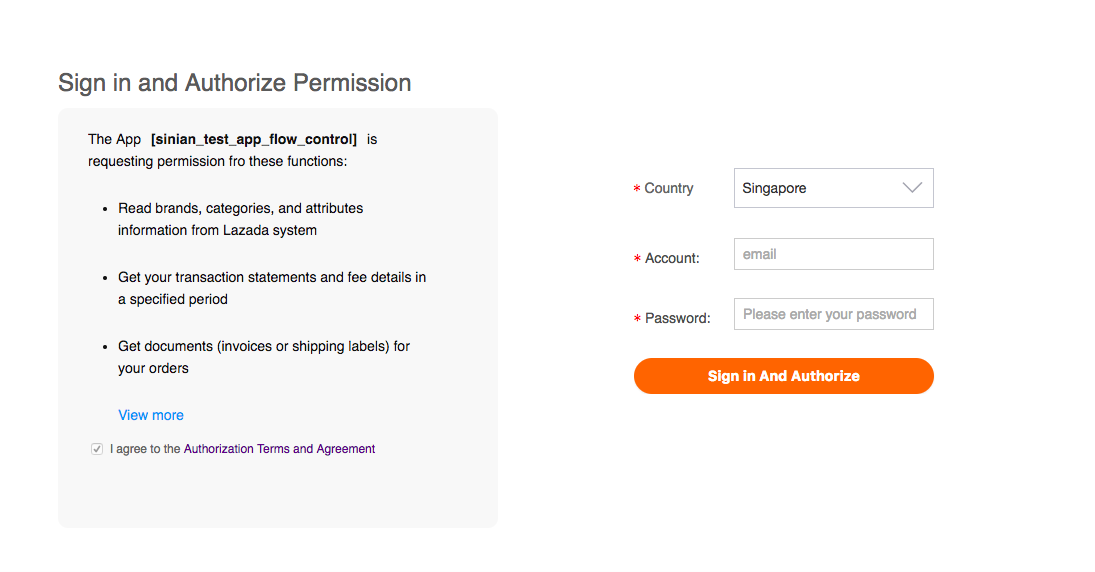 Sign in and Authorize Permission
The App [sinian_test_app_flow_control] is
requesting permission fro these functions:
Read brands, categories, and attributes
information from Lazada system
Get your transaction statements and fee details in
a specified period
Get documents (invoices or shipping labels) for
your orders
View more
I agree to the Authorization Terms and Agreement
* Country Singapore
* Account: email
* Password: Please enter your password
Sign in And Authorize